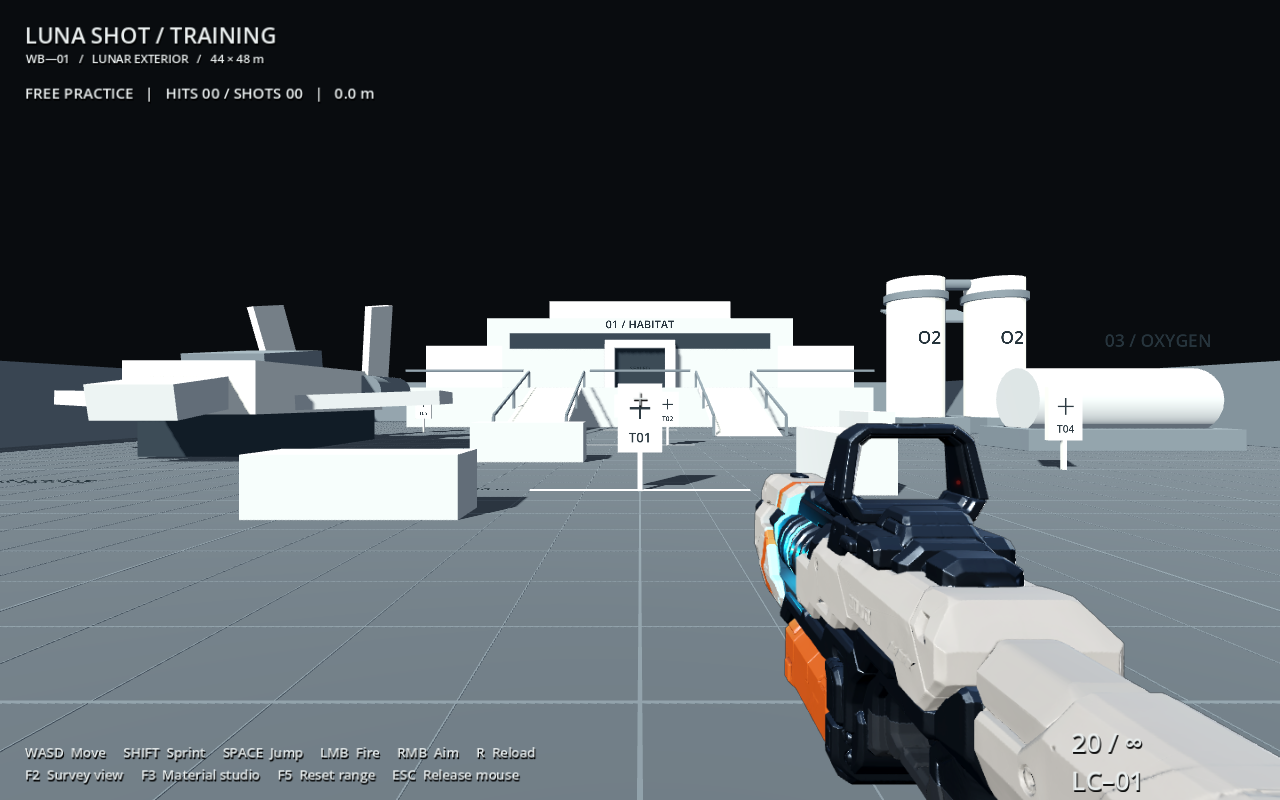 LUNA SHOT / TRAINING
WB—01 / LUNAR EXTERIOR / 44 × 48 m
FREE PRACTICE | HITS 00 / SHOTS 00 | 0.0 m
01 / HABITAT
O2
O2
03 / OXYGEN
T02
T01
T04
WASD Move SHIFT Sprint SPACE Jump LMB Fire RMB Aim R Reload
F2 Survey view F3 Material studio F5 Reset range ESC Release mouse
20 / ∞
LC–01